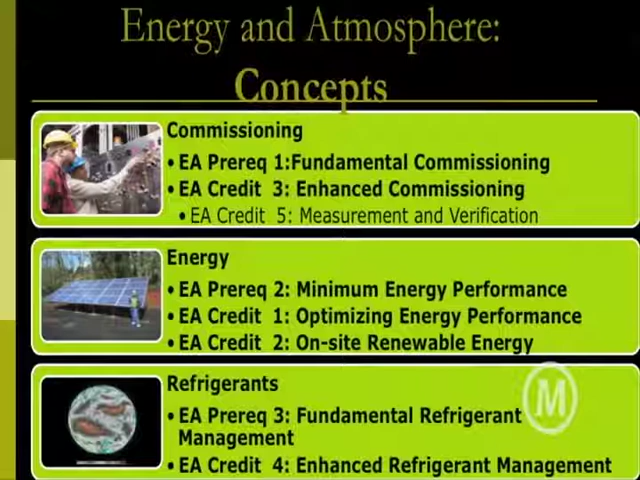 Energy and Atmosphere:
Concepts
Commissioning
• EA Prereq 1:Fundamental Commissioning
• EA Credit 3: Enhanced Commissioning
• EA Credit 5: Measurement and Verification
Energy
• EA Prereq 2: Minimum Energy Performance
• EA Credit 1: Optimizing Energy Performance
• EA Credit 2: On-site Renewable Energy
Refrigerants
• EA Prereq 3: Fundamental Refrigerant
Management
• EA Credit 4: Enhanced Refrigerant Management
M